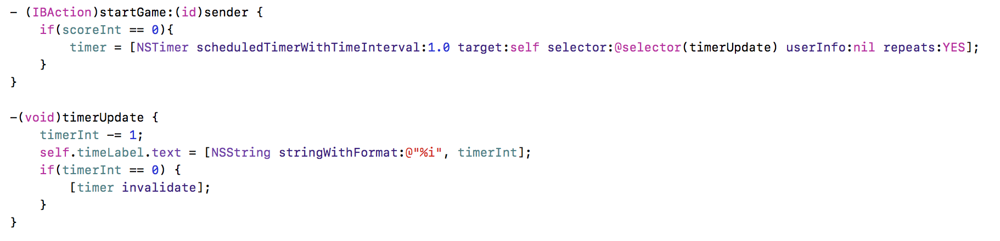 - (IBAction)startGame:(id)sender {
    if(scoreInt == 0){
        timer = [NSTimer scheduledTimerWithTimeInterval:1.0 target:self selector:@selector(timerUpdate) userInfo:nil repeats:YES];
    }
}

-(void)timerUpdate {
    timerInt -= 1;
    self.timeLabel.text = [NSString stringWithFormat:@"%i", timerInt];
    if(timerInt == 0) {
        [timer invalidate];
    }
}